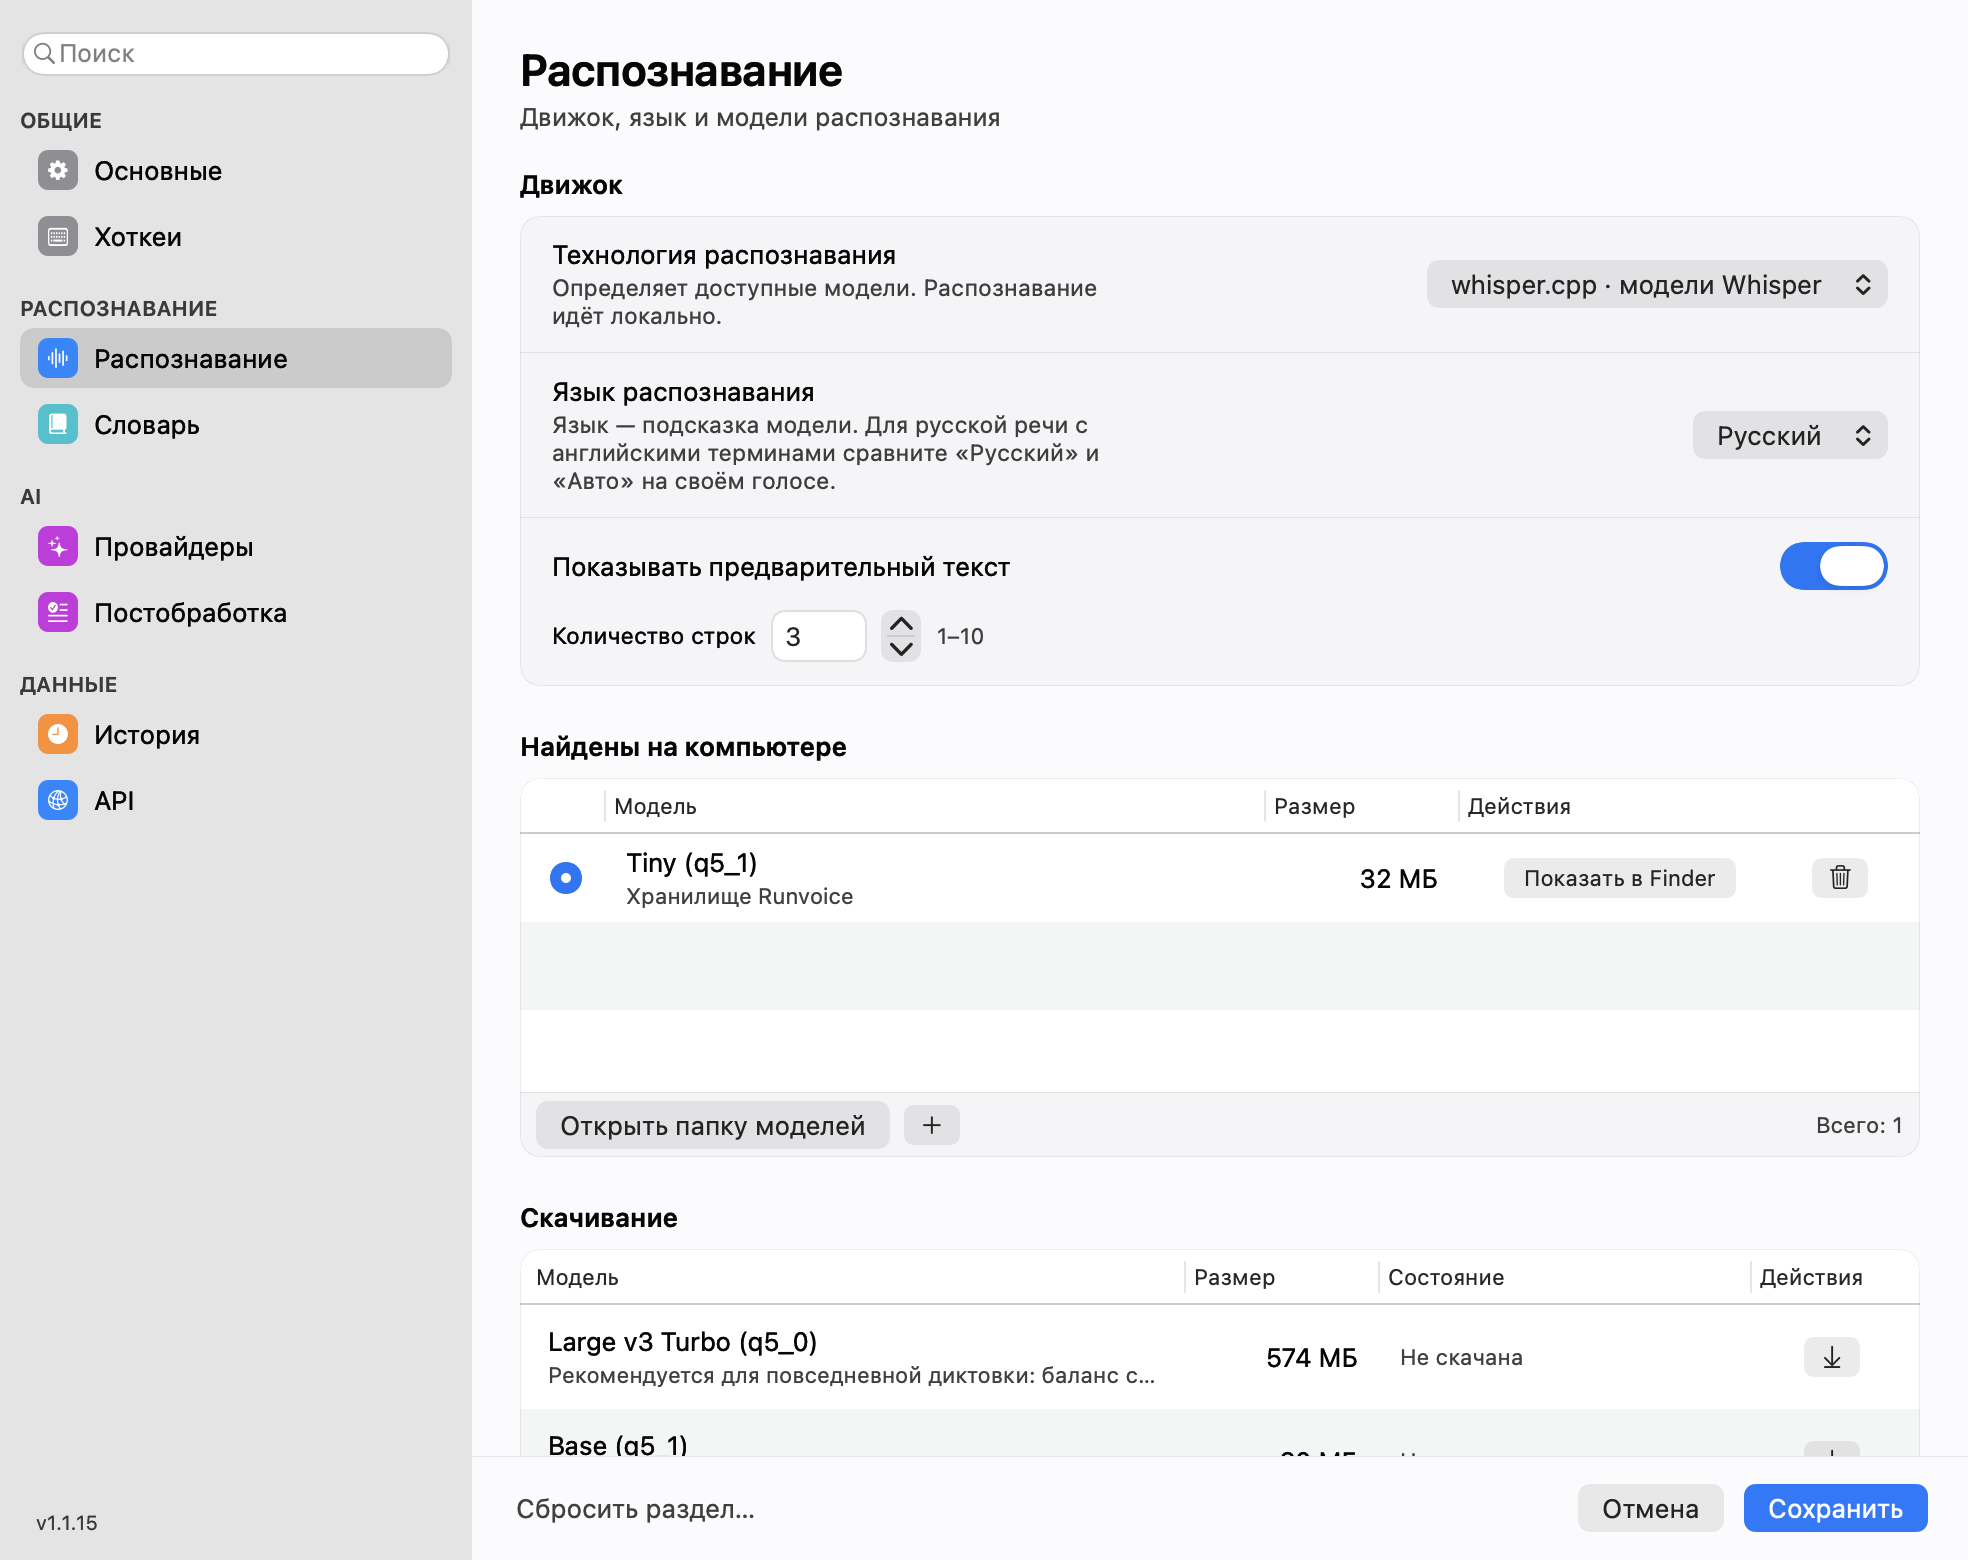 Поиск
ОБЩИЕ
Основные
Хоткеи
РАСПОЗНАВАНИЕ
Распознавание
Словарь
AI
Провайдеры
Постобработка
ДАННЫЕ
История
API
v1.1.15
Распознавание
Движок, язык и модели распознавания
Движок
Технология распознавания
Определяет доступные модели. Распознавание
идёт локально.
whisper.cpp · модели Whisper
Язык распознавания
Язык — подсказка модели. Для русской речи с
английскими терминами сравните «Русский» и
«Авто» на своём голосе.
Русский
Показывать предварительный текст
Количество строк 3 1–10
Найдены на компьютере
Модель Размер Действия
Tiny (q5_1)
Хранилище Runvoice
32 МБ Показать в Finder
Открыть папку моделей + Всего: 1
Скачивание
Модель Размер Состояние Действия
Large v3 Turbo (q5_0)
Рекомендуется для повседневной диктовки: баланс с...
574 МБ Не скачана
Base (q5_1)
Сбросить раздел... Отмена Сохранить